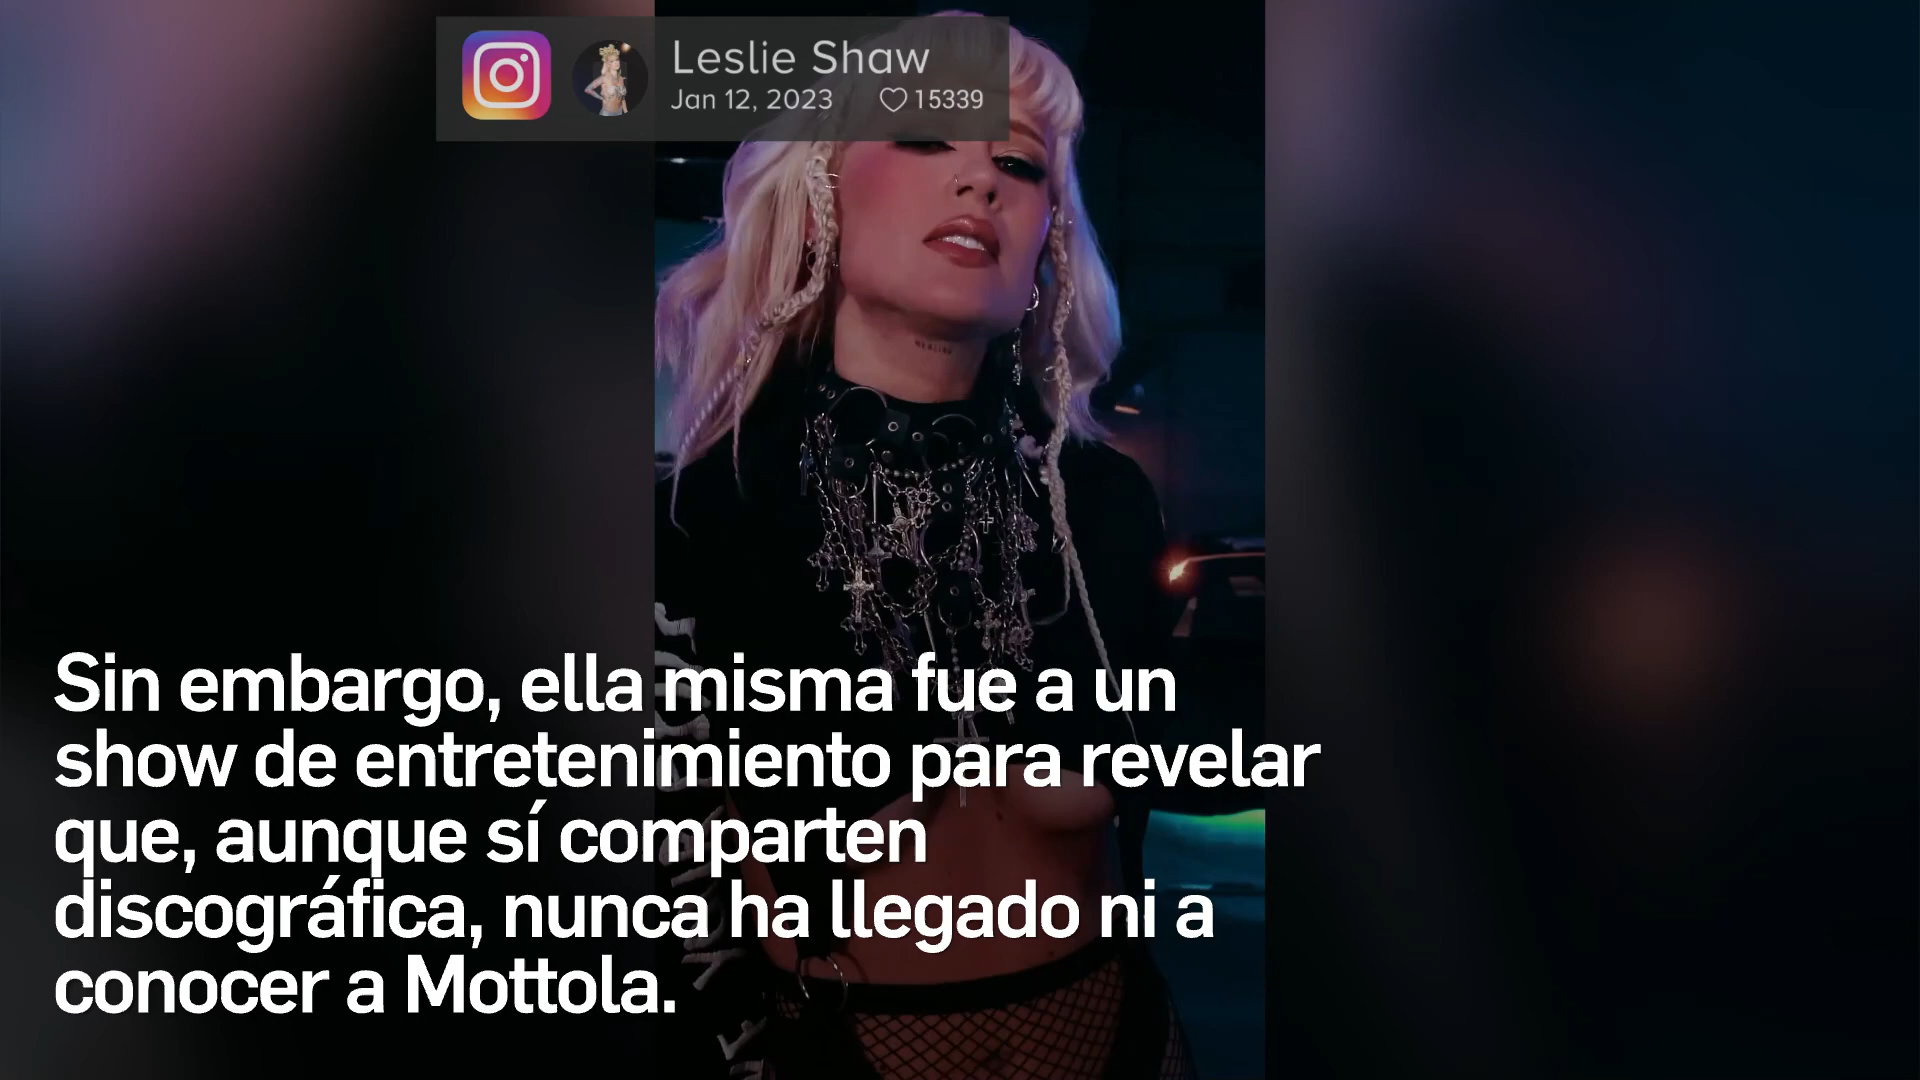 Leslie Shaw
Jan 12, 2023 15339
Sin embargo, ella misma fue a un
show de entretenimiento para revelar
que, aunque sí comparten
discográfica, nunca ha llegado ni a
conocer a Mottola.